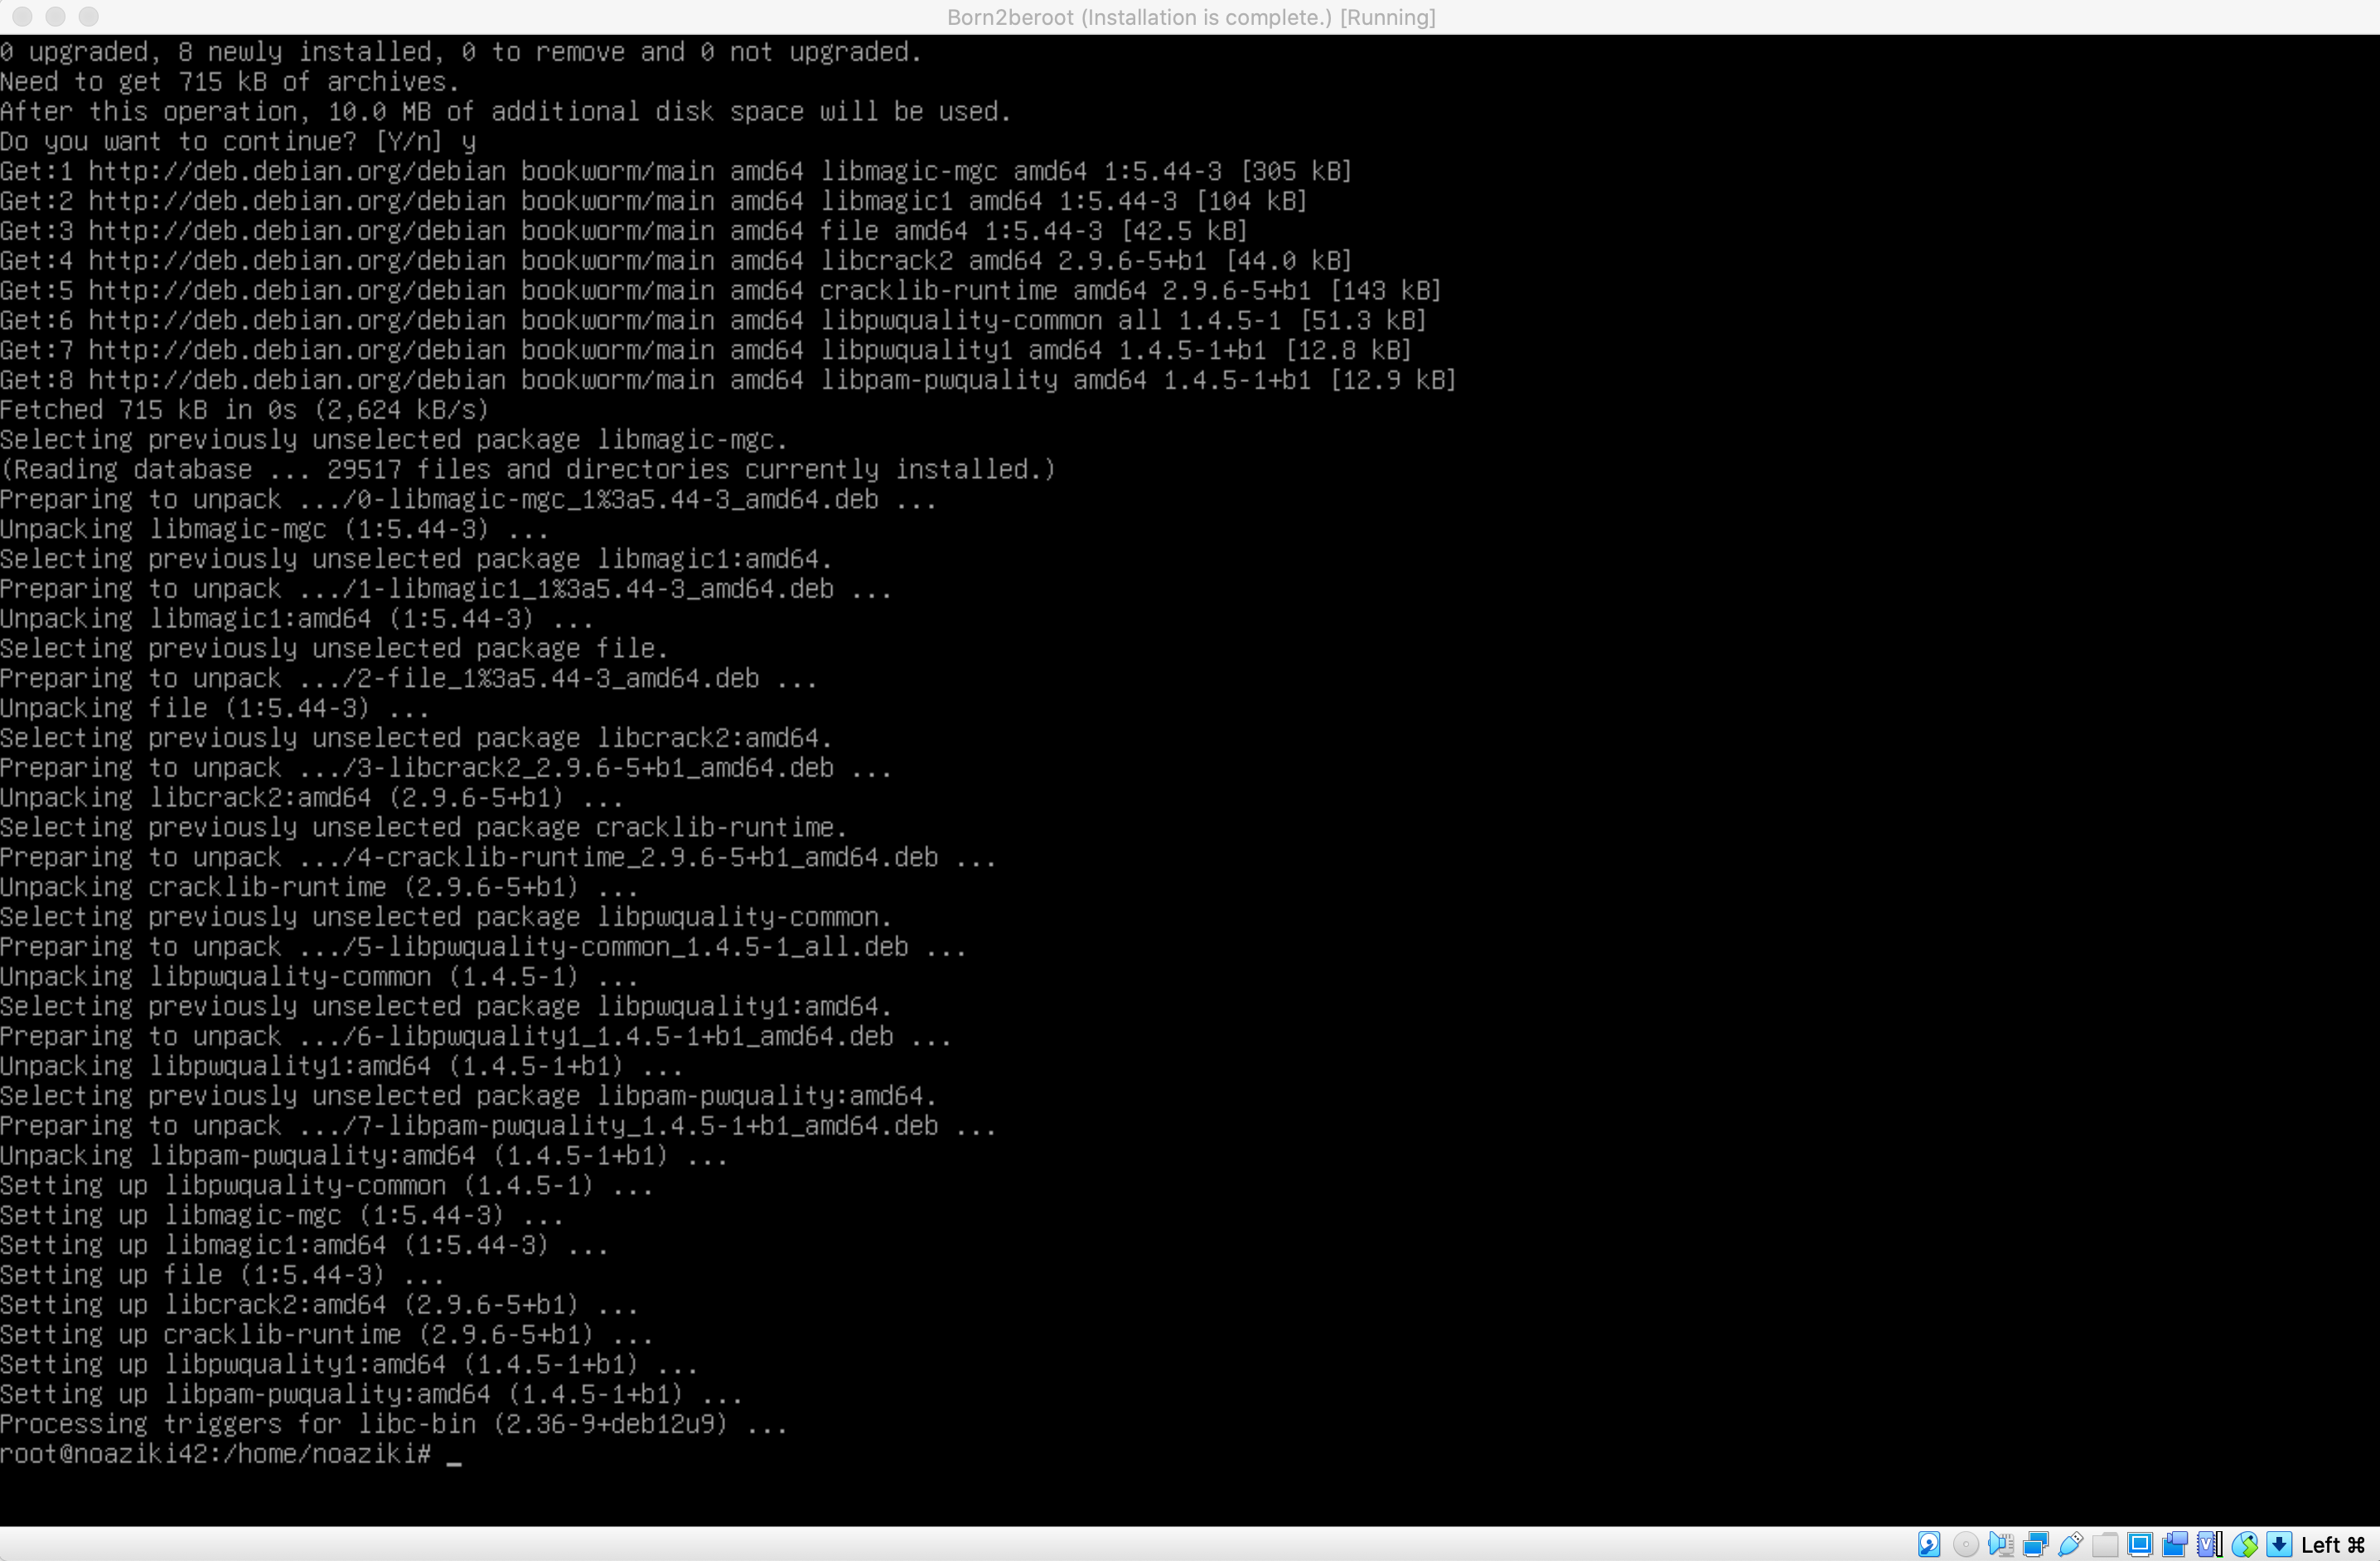 Born2beroot (Installation is complete.) [Running]
0 upgraded, 8 newly installed, 0 to remove and 0 not upgraded.
Need to get 715 kB of archives.
After this operation, 10.0 MB of additional disk space will be used.
Do you want to continue? [Y/n] y
Get:1 http://deb.debian.org/debian bookworm/main amd64 libmagic-mgc amd64 1:5.44-3 [305 kB]
Get:2 http://deb.debian.org/debian bookworm/main amd64 libmagic1 amd64 1:5.44-3 [104 kB]
Get:3 http://deb.debian.org/debian bookworm/main amd64 file amd64 1:5.44-3 [42.5 kB]
Get:4 http://deb.debian.org/debian bookworm/main amd64 libcrack2 amd64 2.9.6-5+b1 [44.0 kB]
Get:5 http://deb.debian.org/debian bookworm/main amd64 cracklib-runtime amd64 2.9.6-5+b1 [143 kB]
Get:6 http://deb.debian.org/debian bookworm/main amd64 libpwquality-common all 1.4.5-1 [51.3 kB]
Get:7 http://deb.debian.org/debian bookworm/main amd64 libpwquality1 amd64 1.4.5-1+b1 [12.8 kB]
Get:8 http://deb.debian.org/debian bookworm/main amd64 libpam-pwquality amd64 1.4.5-1+b1 [12.9 kB]
Fetched 715 kB in 0s (2,624 kB/s)
Selecting previously unselected package libmagic-mgc.
(Reading database ... 29517 files and directories currently installed.)
Preparing to unpack .../0-libmagic-mgc_1%3a5.44-3_amd64.deb ...
Unpacking libmagic-mgc (1:5.44-3) ...
Selecting previously unselected package libmagic1:amd64.
Preparing to unpack .../1-libmagic1_1%3a5.44-3_amd64.deb ...
Unpacking libmagic1:amd64 (1:5.44-3) ...
Selecting previously unselected package file.
Preparing to unpack .../2-file_1%3a5.44-3_amd64.deb ...
Unpacking file (1:5.44-3) ...
Selecting previously unselected package libcrack2:amd64.
Preparing to unpack .../3-libcrack2_2.9.6-5+b1_amd64.deb ...
Unpacking libcrack2:amd64 (2.9.6-5+b1) ...
Selecting previously unselected package cracklib-runtime.
Preparing to unpack .../4-cracklib-runtime_2.9.6-5+b1_amd64.deb ...
Unpacking cracklib-runtime (2.9.6-5+b1) ...
Selecting previously unselected package libpwquality-common.
Preparing to unpack .../5-libpwquality-common_1.4.5-1_all.deb ...
Unpacking libpwquality-common (1.4.5-1) ...
Selecting previously unselected package libpwquality1:amd64.
Preparing to unpack .../6-libpwquality1_1.4.5-1+b1_amd64.deb ...
Unpacking libpwquality1:amd64 (1.4.5-1+b1) ...
Selecting previously unselected package libpam-pwquality:amd64.
Preparing to unpack .../7-libpam-pwquality_1.4.5-1+b1_amd64.deb ...
Unpacking libpam-pwquality:amd64 (1.4.5-1+b1) ...
Setting up libpwquality-common (1.4.5-1) ...
Setting up libmagic-mgc (1:5.44-3) ...
Setting up libmagic1:amd64 (1:5.44-3) ...
Setting up file (1:5.44-3) ...
Setting up libcrack2:amd64 (2.9.6-5+b1) ...
Setting up cracklib-runtime (2.9.6-5+b1) ...
Setting up libpwquality1:amd64 (1.4.5-1+b1) ...
Setting up libpam-pwquality:amd64 (1.4.5-1+b1) ...
Processing triggers for libc-bin (2.36-9+deb12u9) ...
root@noaziki42:/home/noaziki# _
Left ⌘